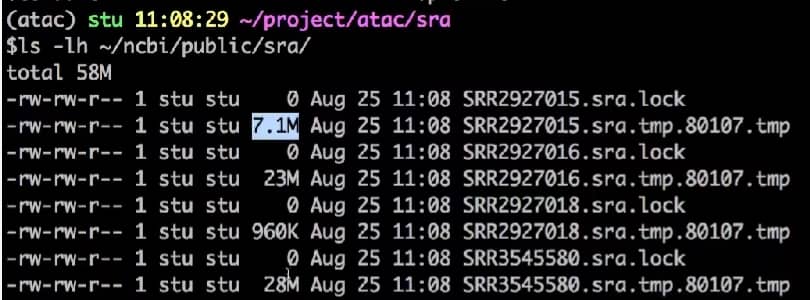 (atac) stu 11:08:29 ~/project/atac/sra
$ls -lh ~/ncbi/public/sra/
total 58M
-rw-rw-r-- 1 stu stu 0 Aug 25 11:08 SRR2927015.sra.lock
-rw-rw-r-- 1 stu stu 7.1M Aug 25 11:08 SRR2927015.sra.tmp.80107.tmp
-rw-rw-r-- 1 stu stu 0 Aug 25 11:08 SRR2927016.sra.lock
-rw-rw-r-- 1 stu stu 23M Aug 25 11:08 SRR2927016.sra.tmp.80107.tmp
-rw-rw-r-- 1 stu stu 0 Aug 25 11:08 SRR2927018.sra.lock
-rw-rw-r-- 1 stu stu 960K Aug 25 11:08 SRR2927018.sra.tmp.80107.tmp
-rw-rw-r-- 1 stu stu 0 Aug 25 11:08 SRR3545580.sra.lock
-rw-rw-r-- 1 stu stu 28M Aug 25 11:08 SRR3545580.sra.tmp.80107.tmp